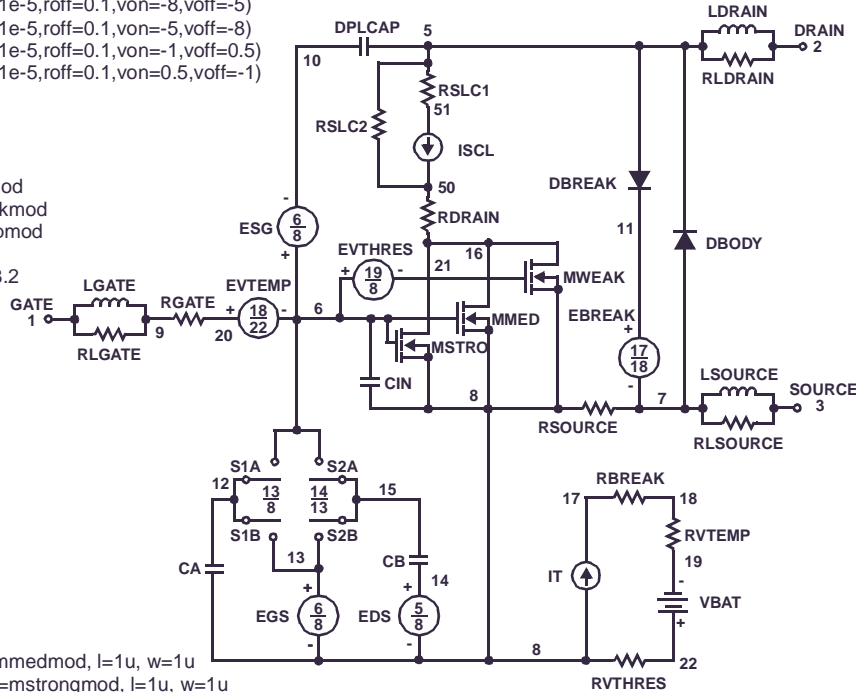 1e-5,roff=0.1,von=-8,voff=-5)
1e-5,roff=0.1,von=-5,voff=-8)
1e-5,roff=0.1,von=-1,voff=0.5)
1e-5,roff=0.1,von=0.5,voff=-1)
LDRAIN
DPLCAP
5
DRAIN
2
10
RLDRAIN
RSLC1
51
RSLC2
ISCL
od
kmod
omod
50
DBREAK
RDRAIN
ESG
6
8
-
+
11
DBODY
EVTHRES
16
21
+
19
8
-
MWEAK
3.2
LGATE
GATE
1
RGATE
EVTEMP
+
18
22
-
6
EBREAK
+
MMED
9
20
RLGATE
MSTRO
17
18
-
CIN
LSOURCE
SOURCE
3
8
7
RSOURCE
RLSOURCE
S1A
S2A
RBREAK
12
13
8
14
13
15
17
18
S1B
S2B
RVTEMP
13
CB
19
CA
IT
-
+
14
+
VBAT
EGS
6
8
EDS
5
8
+
-
-
8
22
mmedmod, l=1u, w=1u
=mstrongmod, l=1u, w=1u
RVTHRES